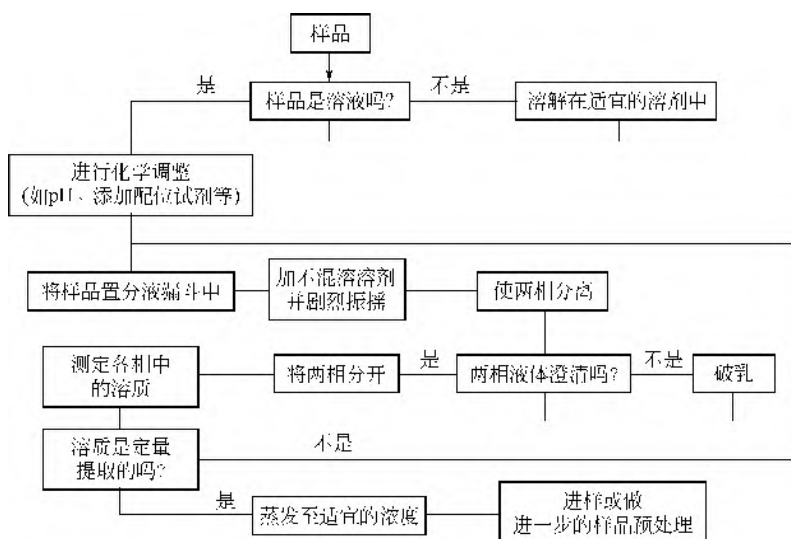 样品
是
样品是溶液吗?
不是
溶解在适宜的溶剂中
进行化学调整
(如pH、添加配位试剂等)
将样品置分液漏斗中
加不混溶溶剂
并剧烈振摇
使两相分离
测定各相中
的溶质
将两相分开
是
两相液体澄清吗?
不是
破乳
溶质是定量
提取的吗?
不是
是
蒸发至适宜的浓度
进样或做
进一步的样品预处理